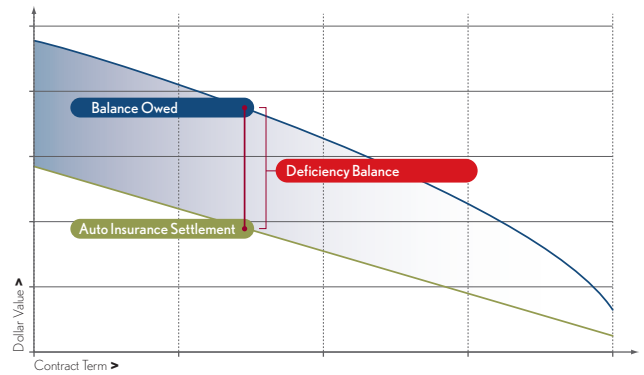 Balance Owed
Deficiency Balance
Auto Insurance Settlement
Dollar Value >
Contract Term >